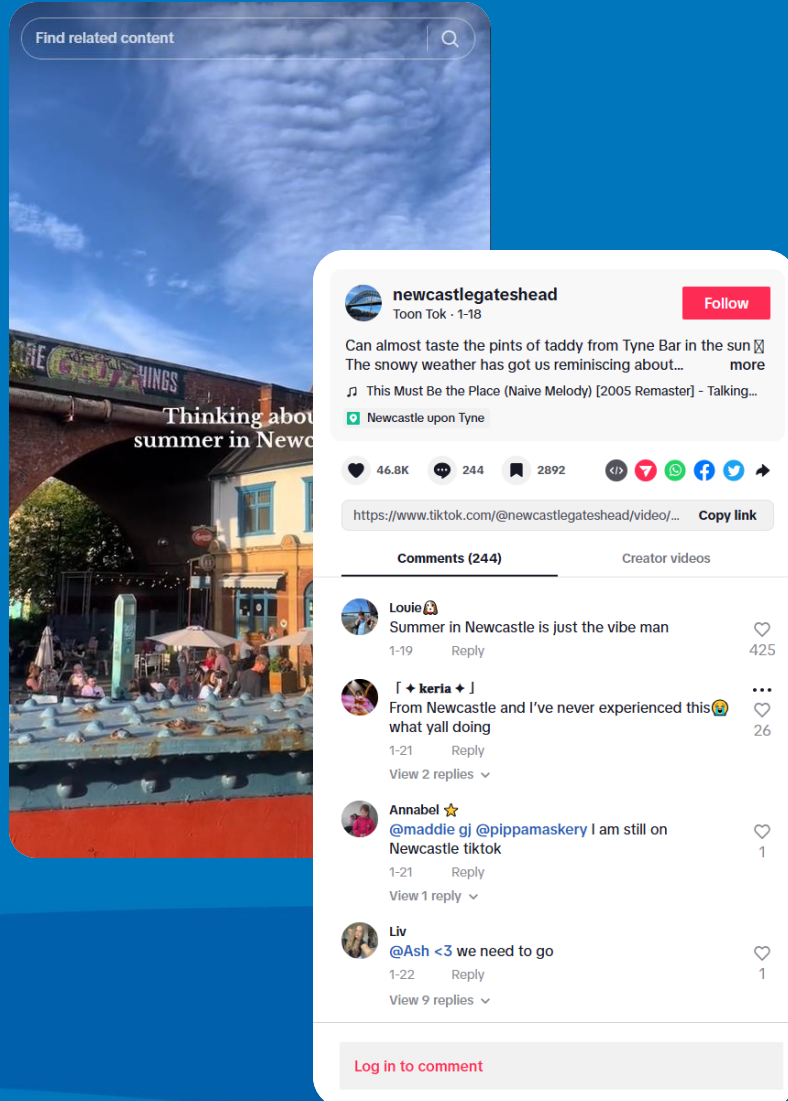 Find related content
THINGS
Thinking abou
summer in Newc
newcastlegateshead
Toon Tok · 1-18
Follow
Can almost taste the pints of taddy from Tyne Bar in the sun
The snowy weather has got us reminiscing about... more
This Must Be the Place (Naive Melody) [2005 Remaster] - Talking...
Newcastle upon Tyne
46.8K 244 2892
https://www.tiktok.com/@newcastlegateshead/video/... Copy link
Comments (244) Creator videos
Louie🐶
Summer in Newcastle is just the vibe man
425
1-19 Reply
「 ✦ keria ✦ 」
From Newcastle and I've never experienced this😭
what yall doing
26
1-21 Reply
View 2 replies
Annabel ⭐
@maddie gj @pippamaskery I am still on
Newcastle tiktok
1
1-21 Reply
View 1 reply
Liv
@Ash <3 we need to go
1
1-22 Reply
View 9 replies
Log in to comment